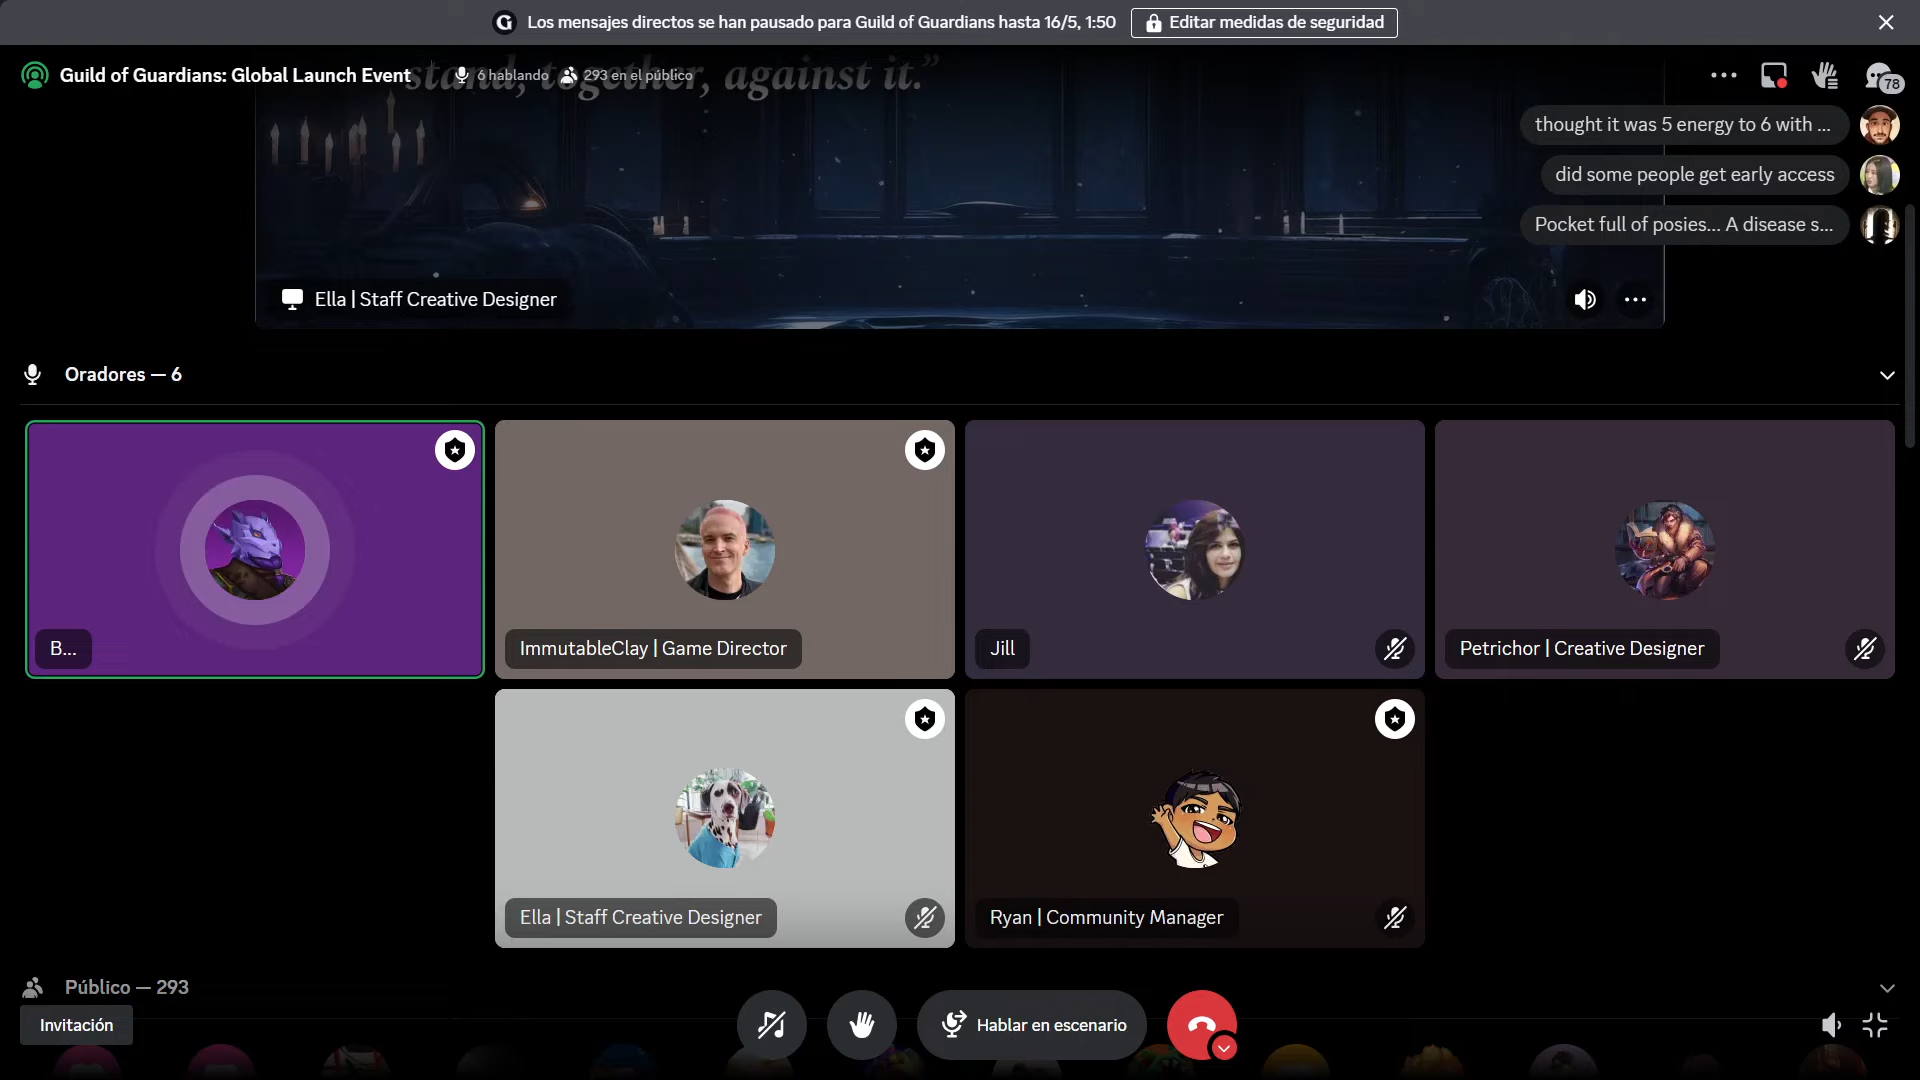 Los mensajes directos se han pausado para Guild of Guardians hasta 16/5, 1:50
Editar medidas de seguridad
Guild of Guardians: Global Launch Event
6 hablando
293 en el público
78
stand, together, against it.”
thought it was 5 energy to 6 with ...
did some people get early access
Pocket full of posies... A disease s...
Ella | Staff Creative Designer
Oradores — 6
B...
ImmutableClay | Game Director
Jill
Petrichor | Creative Designer
Ella | Staff Creative Designer
Ryan | Community Manager
Público — 293
Invitación
Hablar en escenario